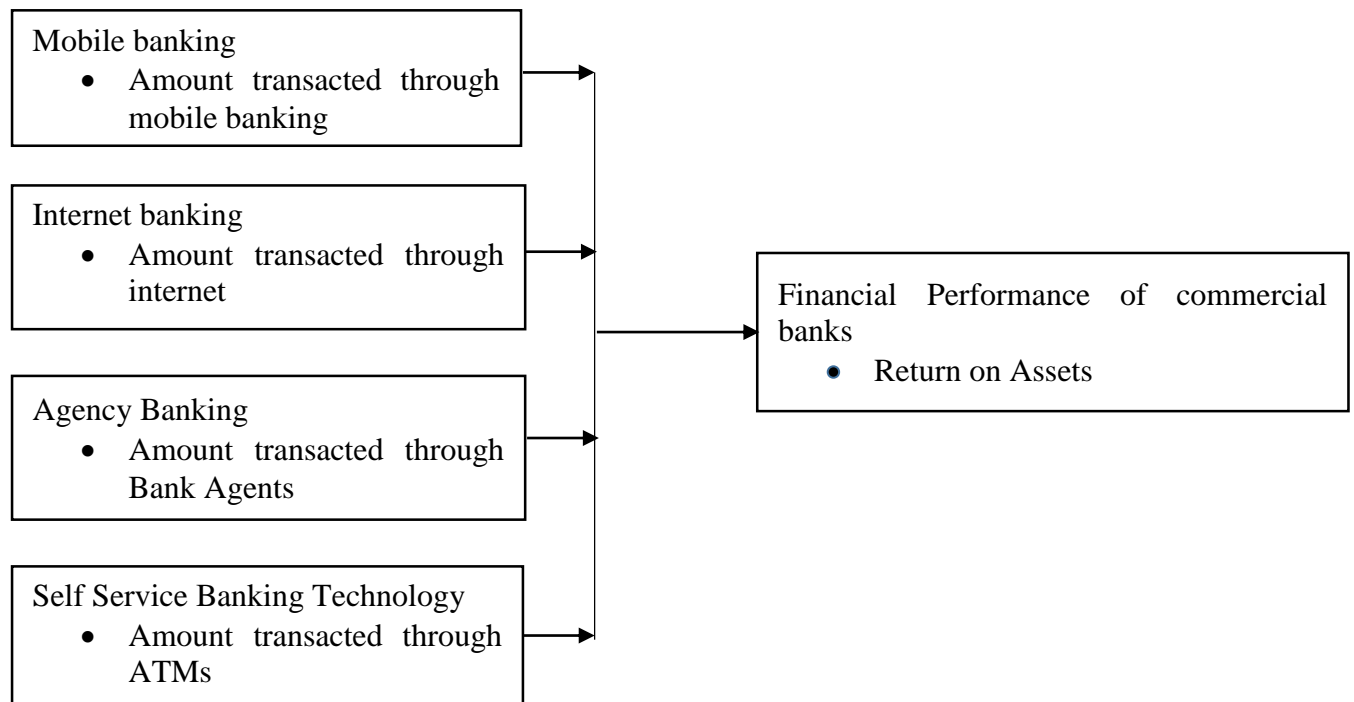 Mobile banking
• Amount transacted through
mobile banking
Internet banking
• Amount transacted through
internet
Agency Banking
• Amount transacted through
Bank Agents
Self Service Banking Technology
• Amount transacted through
ATMs
Financial Performance of commercial
banks
• Return on Assets